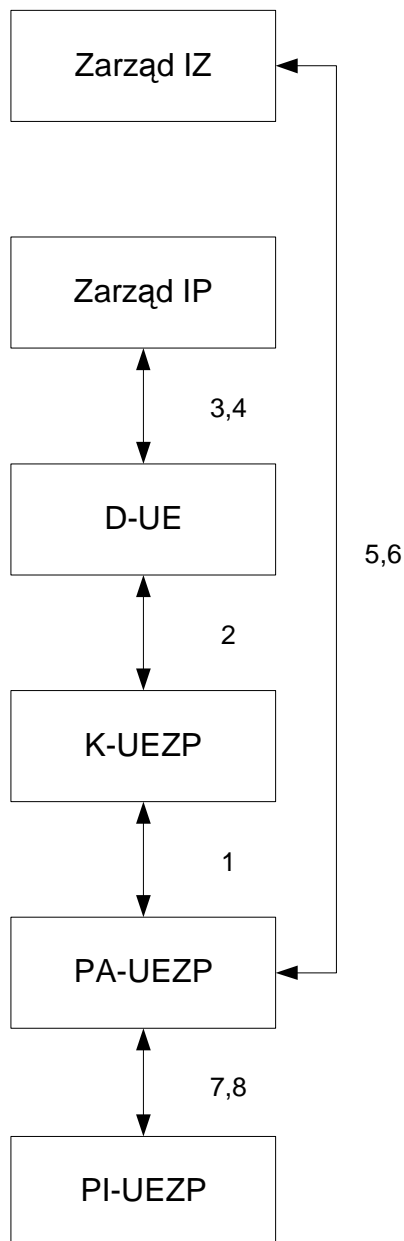 Zarząd IZ
Zarząd IP
3,4
D-UE
5,6
2
K-UEZP
1
PA-UEZP
7,8
PI-UEZP